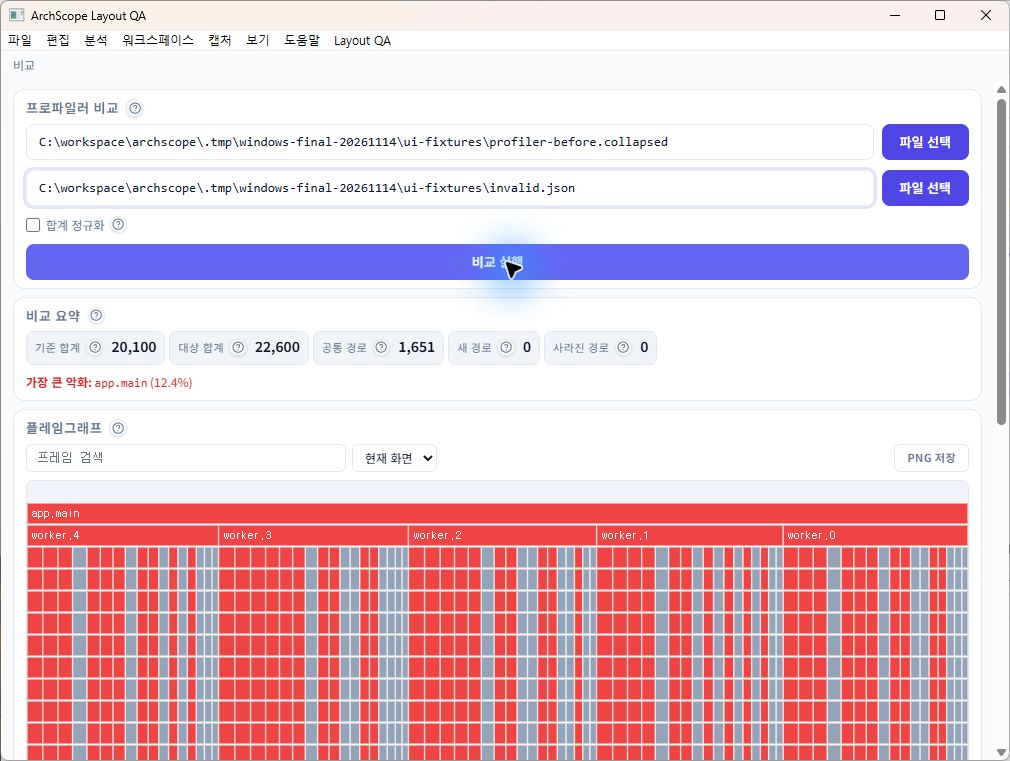 ArchScope Layout QA
파일 편집 분석 워크스페이스 캡처 보기 도움말 Layout QA
비교
프로파일러 비교 ?
C:\workspace\archscope\.tmp\windows-final-20261114\ui-fixtures\profiler-before.collapsed 파일 선택
C:\workspace\archscope\.tmp\windows-final-20261114\ui-fixtures\invalid.json 파일 선택
합계 정규화 ?
비교 실행
비교 요약 ?
기준 합계 ? 20,100 대상 합계 ? 22,600 공통 경로 ? 1,651 새 경로 ? 0 사라진 경로 ? 0
가장 큰 악화: app.main (12.4%)
플레임그래프 ?
프레임 검색 현재 화면 PNG 저장
app.main
worker.4 worker.3 worker.2 worker.1 worker.0